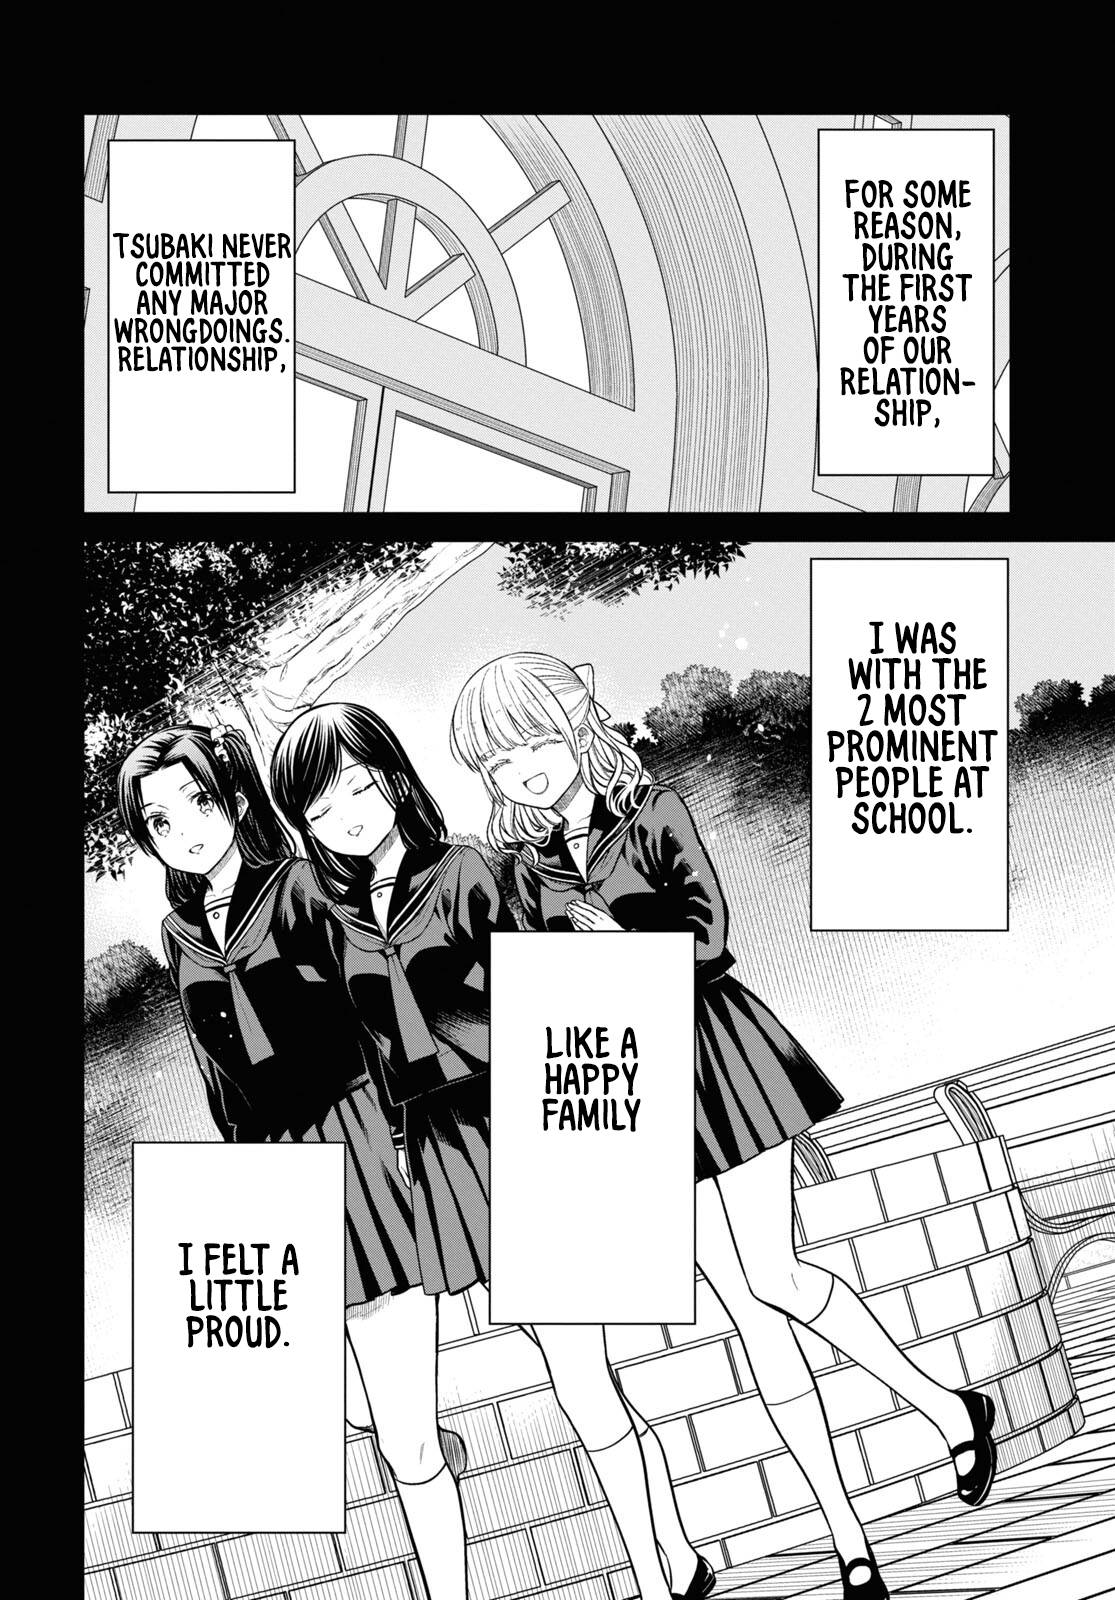 FOR SOME
REASON,
DURING
THE FIRST
YEARS
OF OUR
RELATION-
SHIP,
TSUBAKI NEVER
COMMITTED
ANY MAJOR
WRONGDOINGS.
RELATIONSHIP,
I WAS
WITH THE
2 MOST
PROMINENT
PEOPLE AT
SCHOOL.
LIKE A
HAPPY
FAMILY
I FELT A
LITTLE
PROUD.